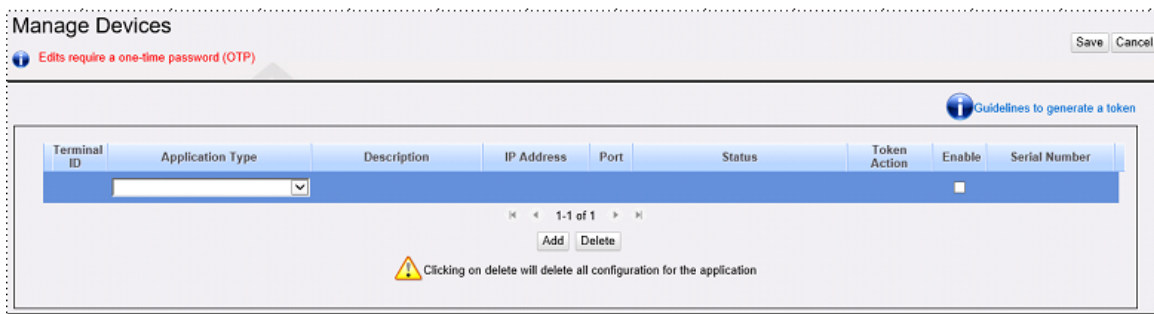 Manage Devices
Save Cancel
Edits require a one-time password (OTP)
Guidelines to generate a token
Terminal ID Application Type Description IP Address Port Status Token Action Enable Serial Number
1-1 of 1
Add Delete
Clicking on delete will delete all configuration for the application